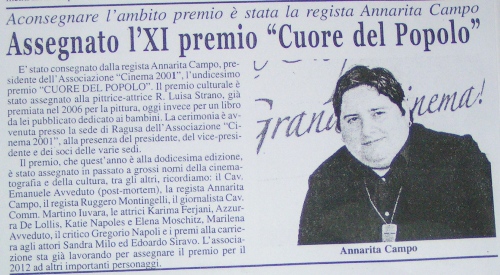 A consegnare l'ambito premio è stata la regista Annarita Campo
Assegnato l'XI premio "Cuore del Popolo"
E' stato consegnato dalla regista Annarita Campo, pre-
sidente dell'Associazione "Cinema 2001", l'undicesimo
premio "CUORE DEL POPOLO". Il premio culturale è
stato assegnato alla pittrice-attrice R. Luisa Strano, già
premiata nel 2006 per la pittura, oggi invece per un libro
da lei pubblicato dedicato ai bambini. La cerimonia è av-
venuta presso la sede di Ragusa dell'Associazione "Ci-
nema 2001", alla presenza del presidente, del vice-presi-
dente e dei soci delle varie sedi.
Il premio, che quest'anno è alla dodicesima edizione,
è stato assegnato in passato a grossi nomi della cinema-
tografia e della cultura, tra gli altri, ricordiamo: il Cav.
Emanuele Avveduto (post-mortem), la regista Annarita
Campo, il regista Ruggero Montingelli, il giornalista Cav.
Comm. Martino Iuvara, le attrici Karima Ferjani, Azzur-
ra De Lollis, Katie Napoles e Elena Moschitz, Marilena
Avveduto, il critico Gregorio Napoli e i premi alla carrie-
ra agli attori Sandra Milo ed Edoardo Siravo. L'associa-
zione sta già lavorando per assegnare il premio per il
2012 ad altri importanti personaggi.
Grand Cinema!
Annarita Campo